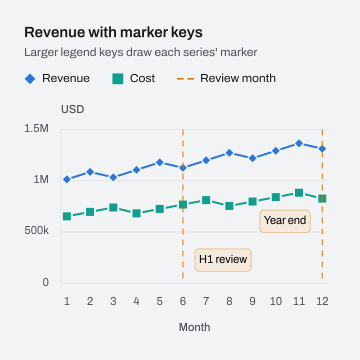 Revenue with marker keys
Larger legend keys draw each series' marker
Revenue Cost Review month
USD
1.5M
1M
500k
0
Year end
H1 review
1 2 3 4 5 6 7 8 9 10 11 12
Month